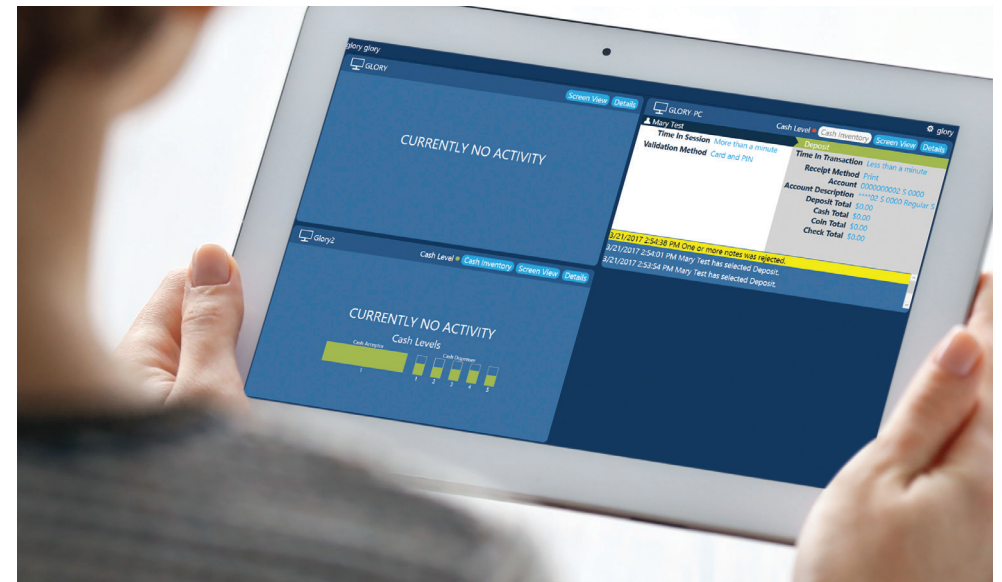 glory glory
glory
GLORY
Screen View Details
CURRENTLY NO ACTIVITY
GLORY-PC
Cash Level Cash Inventory Screen View Details
Mary Test
Time In Session More than a minute
Validation Method Card and PIN
Deposit
Time In Transaction Less than a minute
Receipt Method Print
Account 0000000002 S 0000
Account Description ****02 S 0000 Regular S
Deposit Total $0.00
Cash Total $0.00
Coin Total $0.00
Check Total $0.00
3/21/2017 2:54:38 PM One or more notes was rejected.
3/21/2017 2:54:01 PM Mary Test has selected Deposit.
3/21/2017 2:53:54 PM Mary Test has selected Deposit.
Glory2
Cash Level Cash Inventory Screen View Details
CURRENTLY NO ACTIVITY
Cash Levels
Cash Acceptor Cash Dispenser
1 1 2 3 4 5